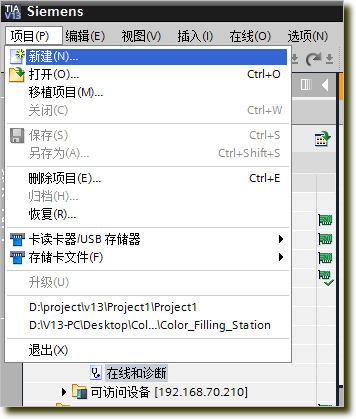 TIA V13 Siemens
项目(P) 编辑(E) 视图(V) 插入(I) 在线(O) 选项(N)
新建(N)...
打开(O)... Ctrl+O
移植项目(M)...
关闭(C) Ctrl+W
保存(S) Ctrl+S
另存为(A)... Ctrl+Shift+S
删除项目(E)... Ctrl+E
归档(H)...
恢复(R)...
卡读卡器/USB 存储器
存储卡文件(F)
升级(U)
D:\project\v13\Project1\Project1
D:\V13-PC\Desktop\Col...\Color_Filling_Station
退出(X)
在线和诊断
可访问设备 [192.168.70.210]